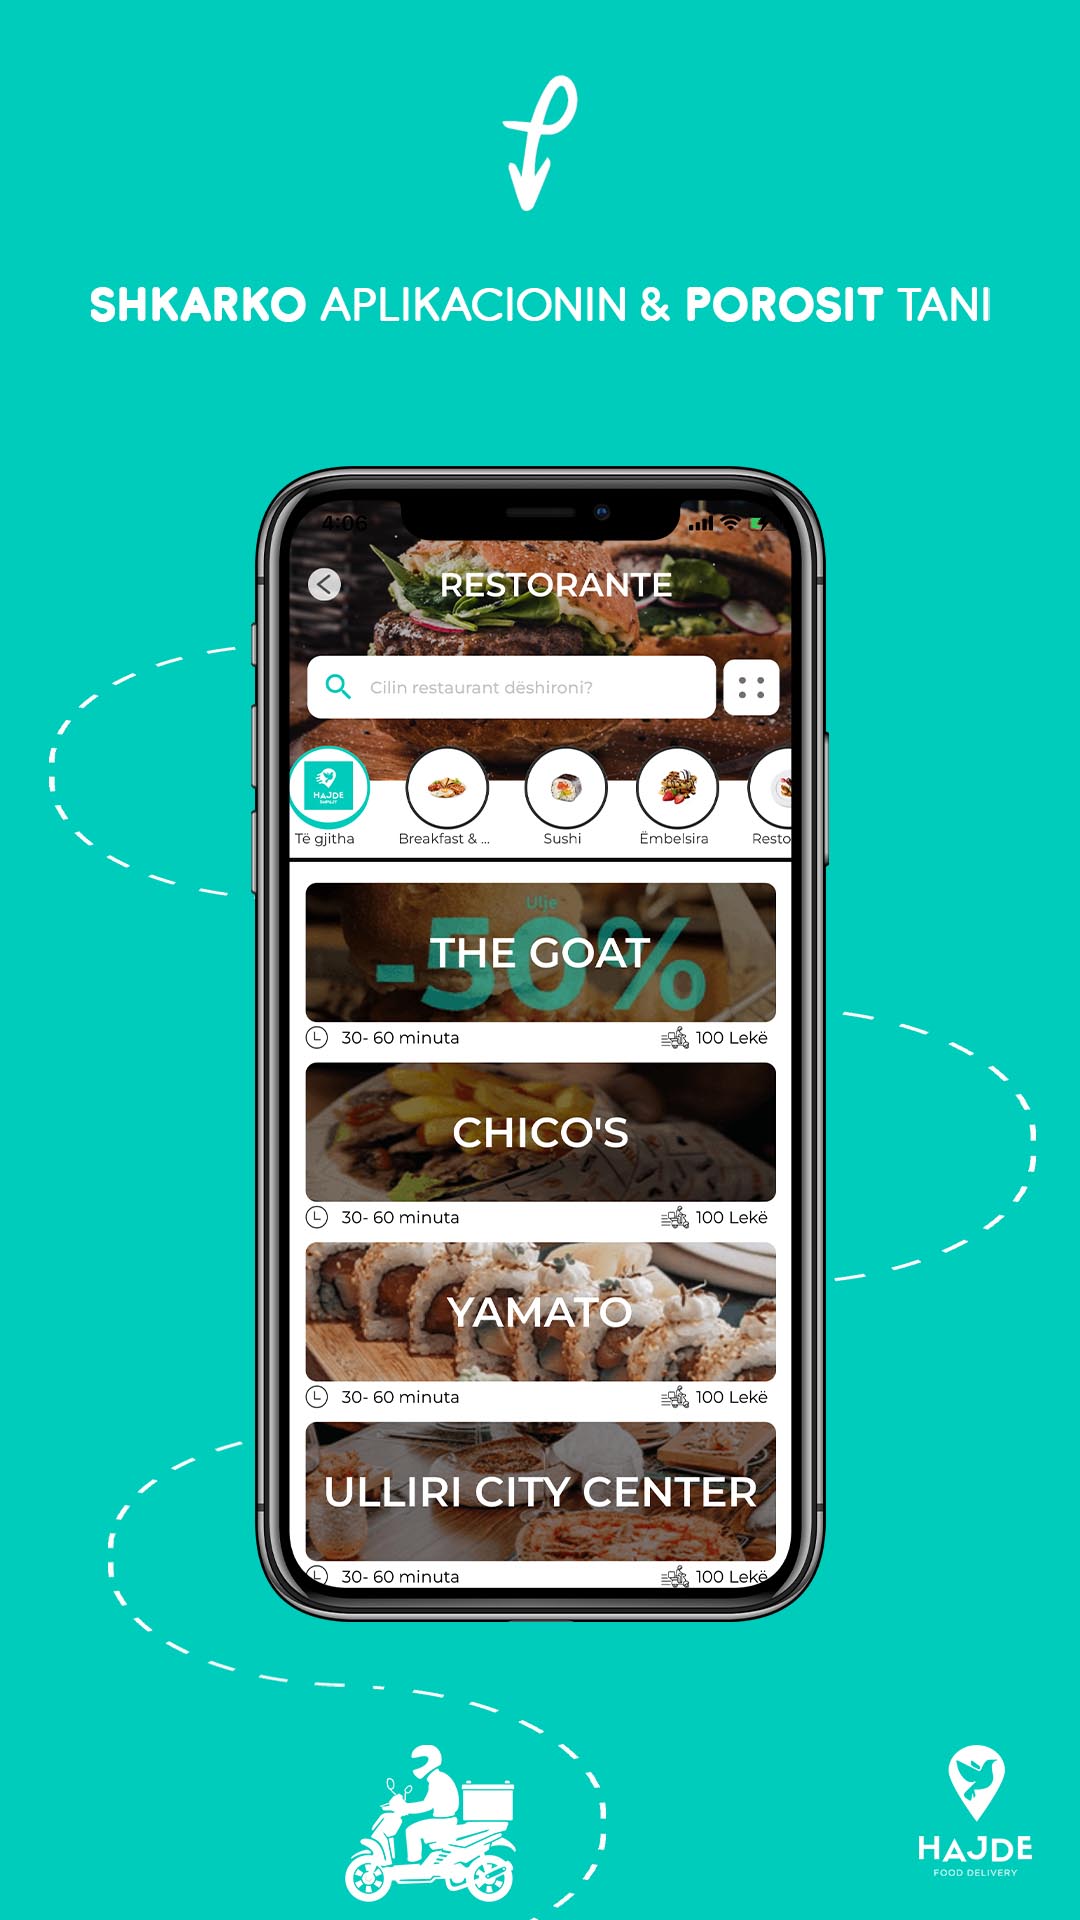 SHKARKO APLIKACIONIN & POROSIT TANI
4:06
RESTORANTE
Cilin restaurant dëshironi?
HAJDE
Të gjitha
Breakfast & ...
Sushi
Ëmbelsira
Resto
Ulje
-50%
THE GOAT
30- 60 minuta
100 Lekë
CHICO'S
30- 60 minuta
100 Lekë
YAMATO
30- 60 minuta
100 Lekë
ULLIRI CITY CENTER
30- 60 minuta
100 Lekë
HAJDE
FOOD DELIVERY